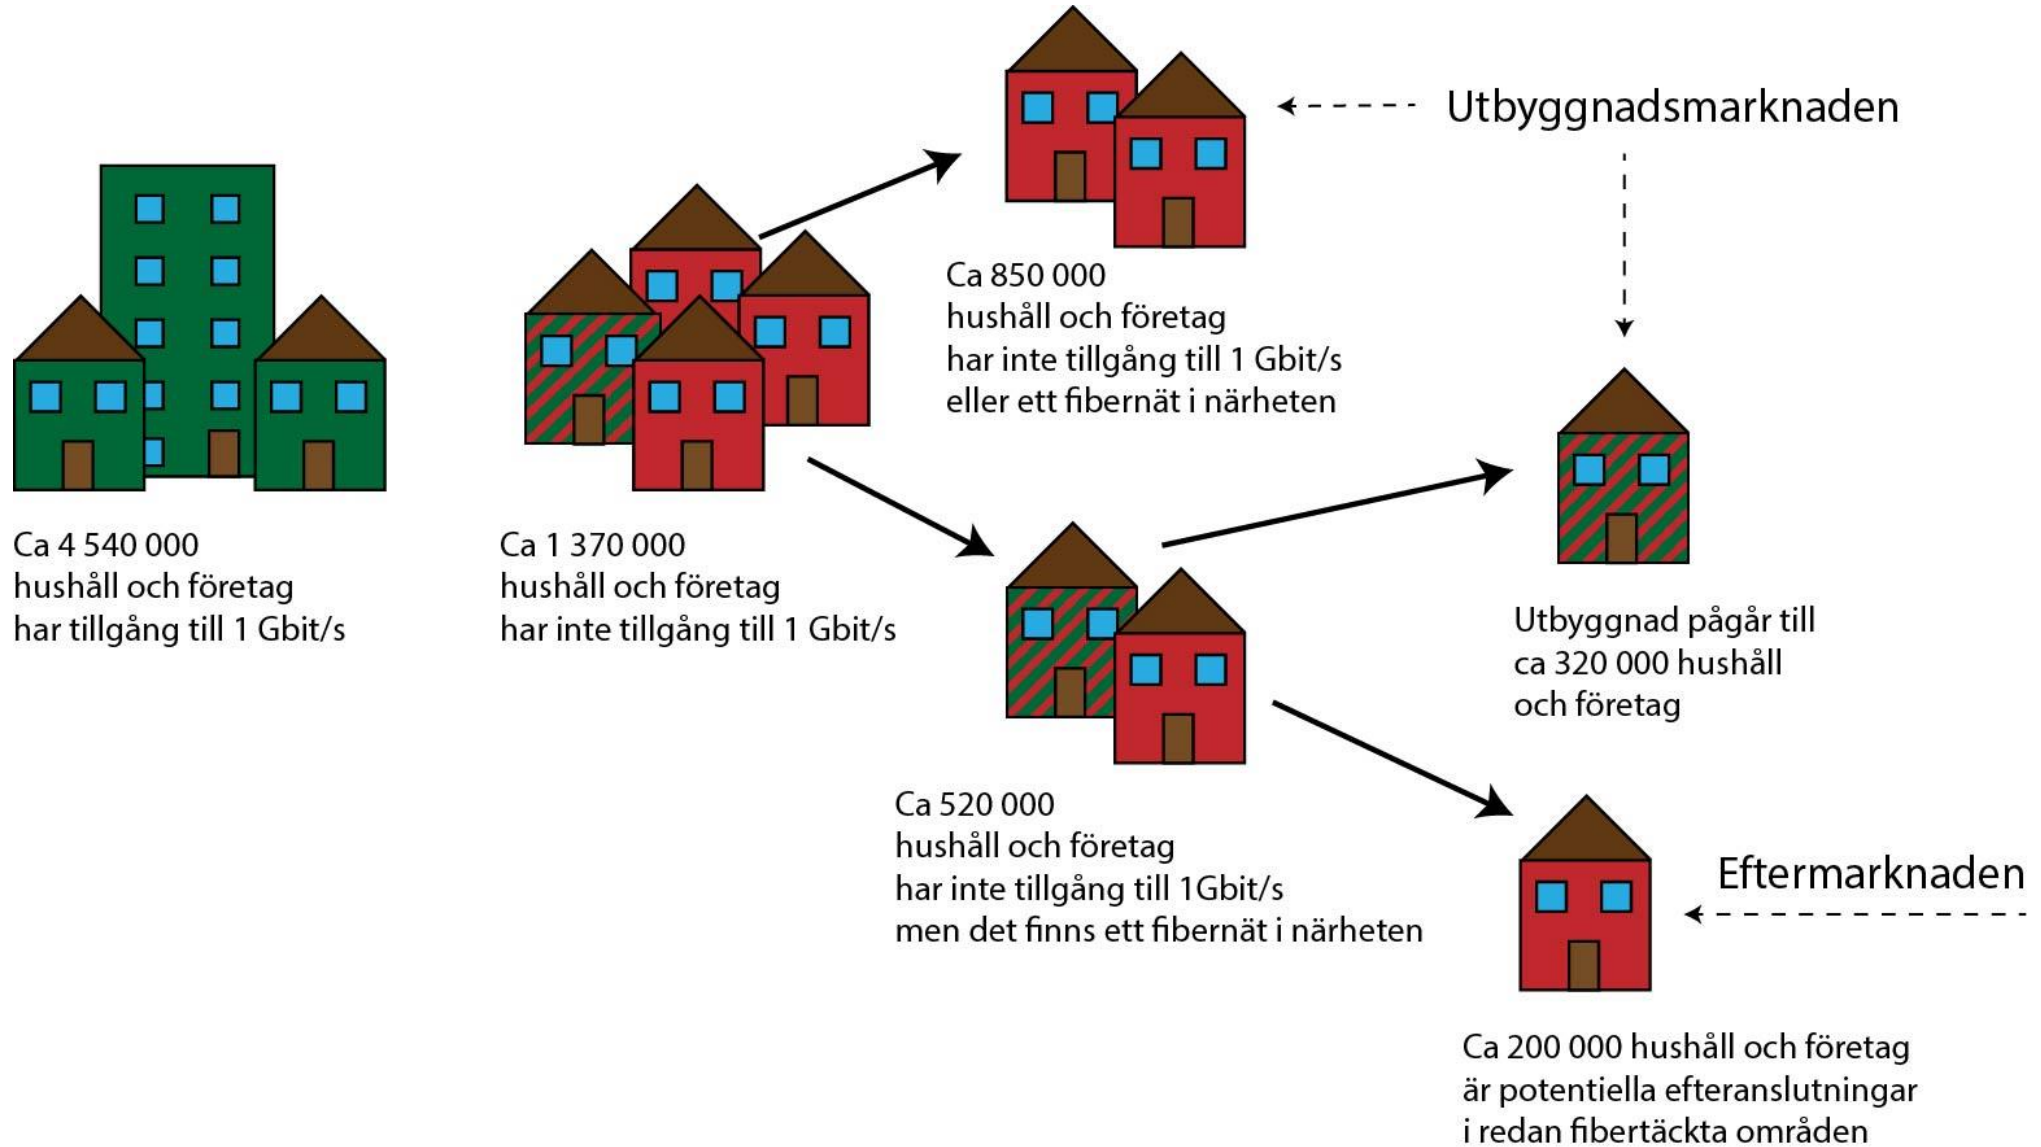 Utbyggnadsmarknaden
Ca 850 000
hushåll och företag
har inte tillgång till 1 Gbit/s
eller ett fibernät i närheten
Ca 4 540 000
hushåll och företag
har tillgång till 1 Gbit/s
Ca 1 370 000
hushåll och företag
har inte tillgång till 1 Gbit/s
Utbyggnad pågår till
ca 320 000 hushåll
och företag
Ca 520 000
hushåll och företag
har inte tillgång till 1Gbit/s
men det finns ett fibernät i närheten
Eftermarknaden
Ca 200 000 hushåll och företag
är potentiella efteranslutningar
i redan fibertäckta områden